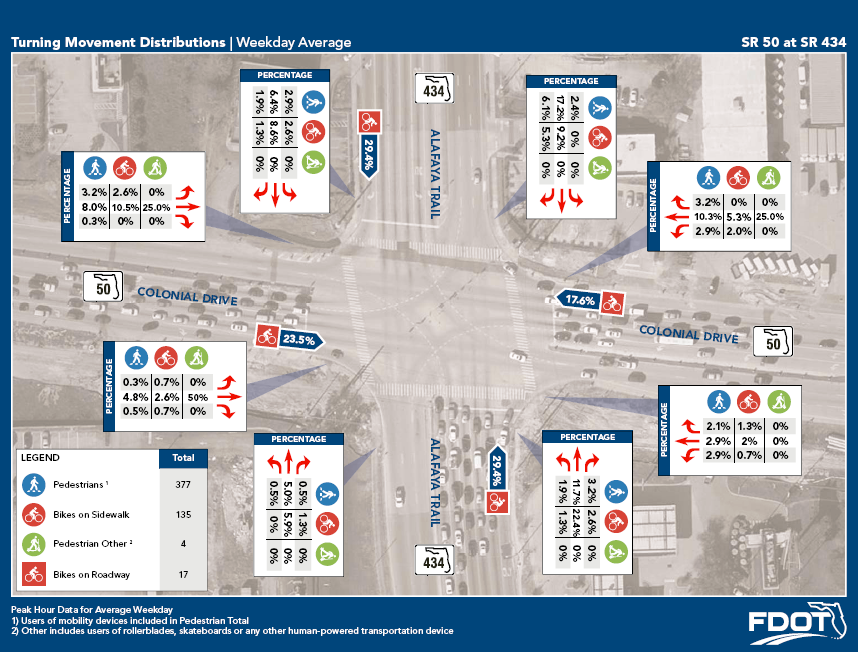 Turning Movement Distributions | Weekday Average
SR 50 at SR 434
PERCENTAGE
1.9% 6.4% 2.9%
1.3% 8.6% 2.6%
0% 0% 0%
434
ALAFAYA TRAIL
29.4%
PERCENTAGE
6.1% 17.2% 2.4%
5.3% 9.2% 0%
0% 0% 0%
PERCENTAGE
3.2% 2.6% 0%
8.0% 10.5% 25.0%
0.3% 0% 0%
PERCENTAGE
3.2% 0% 0%
10.3% 5.3% 25.0%
2.9% 2.0% 0%
50
COLONIAL DRIVE
17.6%
23.5%
COLONIAL DRIVE
50
PERCENTAGE
0.3% 0.7% 0%
4.8% 2.6% 50%
0.5% 0.7% 0%
PERCENTAGE
2.1% 1.3% 0%
2.9% 2% 0%
2.9% 0.7% 0%
PERCENTAGE
0.5% 5.0% 0.5%
0% 5.9% 1.3%
0% 0% 0%
ALAFAYA TRAIL
434
29.4%
PERCENTAGE
1.9% 11.7% 3.2%
1.3% 22.4% 2.6%
0% 0% 0%
LEGEND Total
Pedestrians 1 377
Bikes on Sidewalk 135
Pedestrian Other 2 4
Bikes on Roadway 17
Peak Hour Data for Average Weekday
1) Users of mobility devices included in Pedestrian Total
2) Other includes users of rollerblades, skateboards or any other human-powered transportation device
FDOT